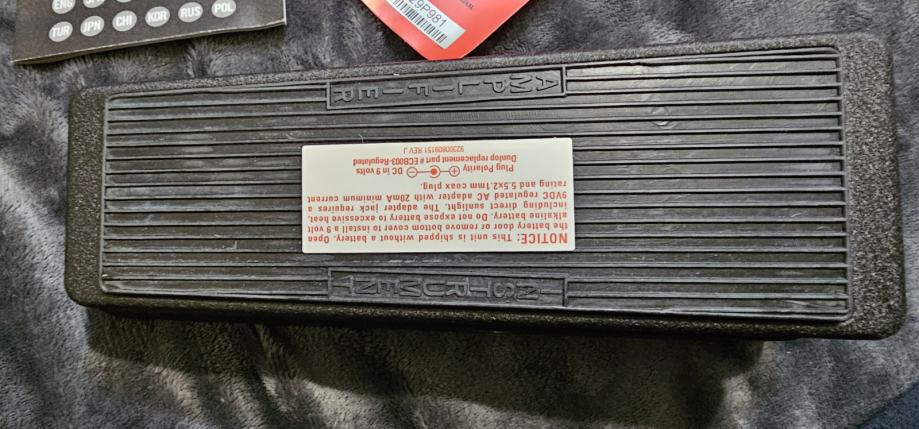 ENG
KOR
RUS
POL
TUR
JPN
CHI
9P981
AMPLIFIER
NOTICE: This unit is shipped without a battery. Open
the battery door or remove bottom cover to install a 9 volt
alkaline battery. Do not expose battery to excessive heat,
including direct sunlight. The adapter jack requires a
9VDC regulated AC adapter with 20mA minimum current
rating and 5.5x2.1mm coax plug.
Plug Polarity DC in 9 volts
Dunlop replacement part # ECB003-Regulated
92300809151 REV J
INSTRUMENT